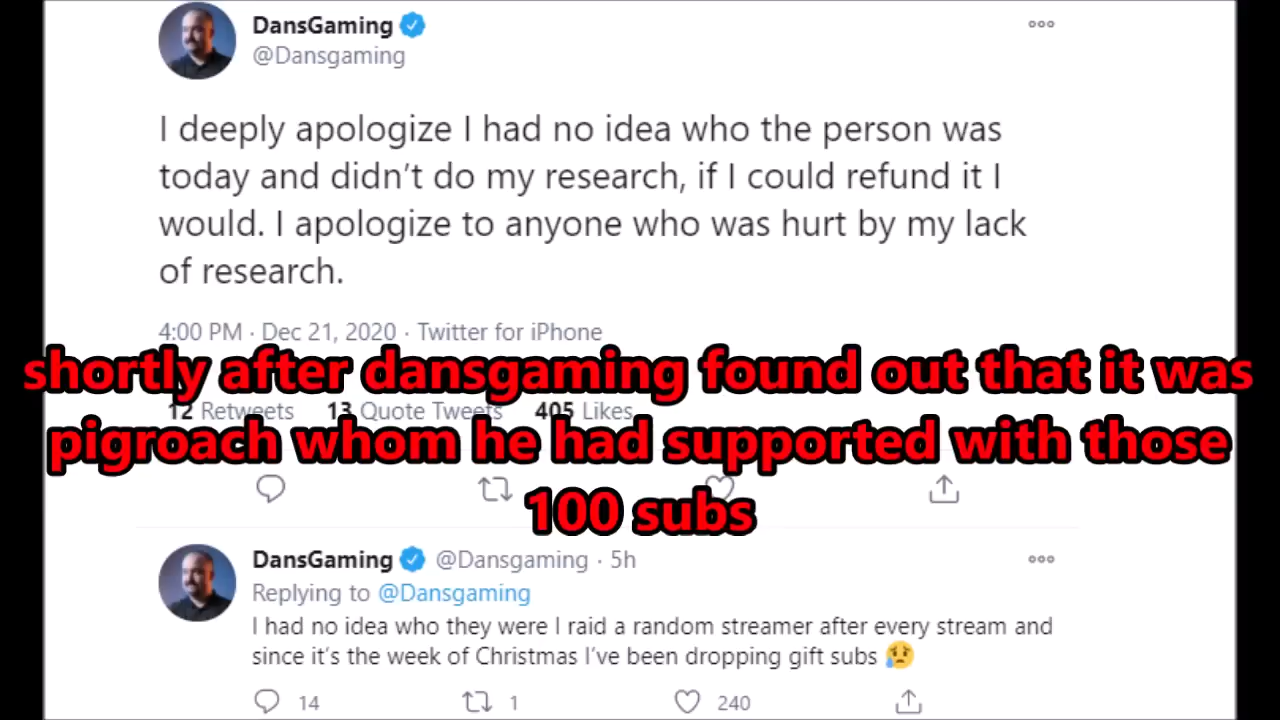 DansGaming
@Dansgaming
I deeply apologize I had no idea who the person was
today and didn’t do my research, if I could refund it I
would. I apologize to anyone who was hurt by my lack
of research.
4:00 PM · Dec 21, 2020 · Twitter for iPhone
shortly after dansgaming found out that it was
12 Retweets 13 Quote Tweets 405 Likes
pigroach whom he had supported with those
100 subs
DansGaming @Dansgaming · 5h
Replying to @Dansgaming
I had no idea who they were I raid a random streamer after every stream and
since it’s the week of Christmas I’ve been dropping gift subs 😥
14 1 240